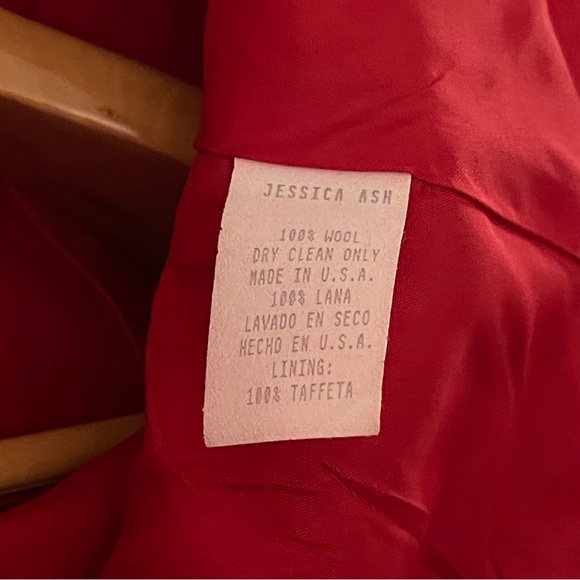 JESSICA ASH
100% WOOL
DRY CLEAN ONLY
MADE IN U.S.A.
100% LANA
LAVADO EN SECO
HECHO EN U.S.A.
LINING:
100% TAFFETA